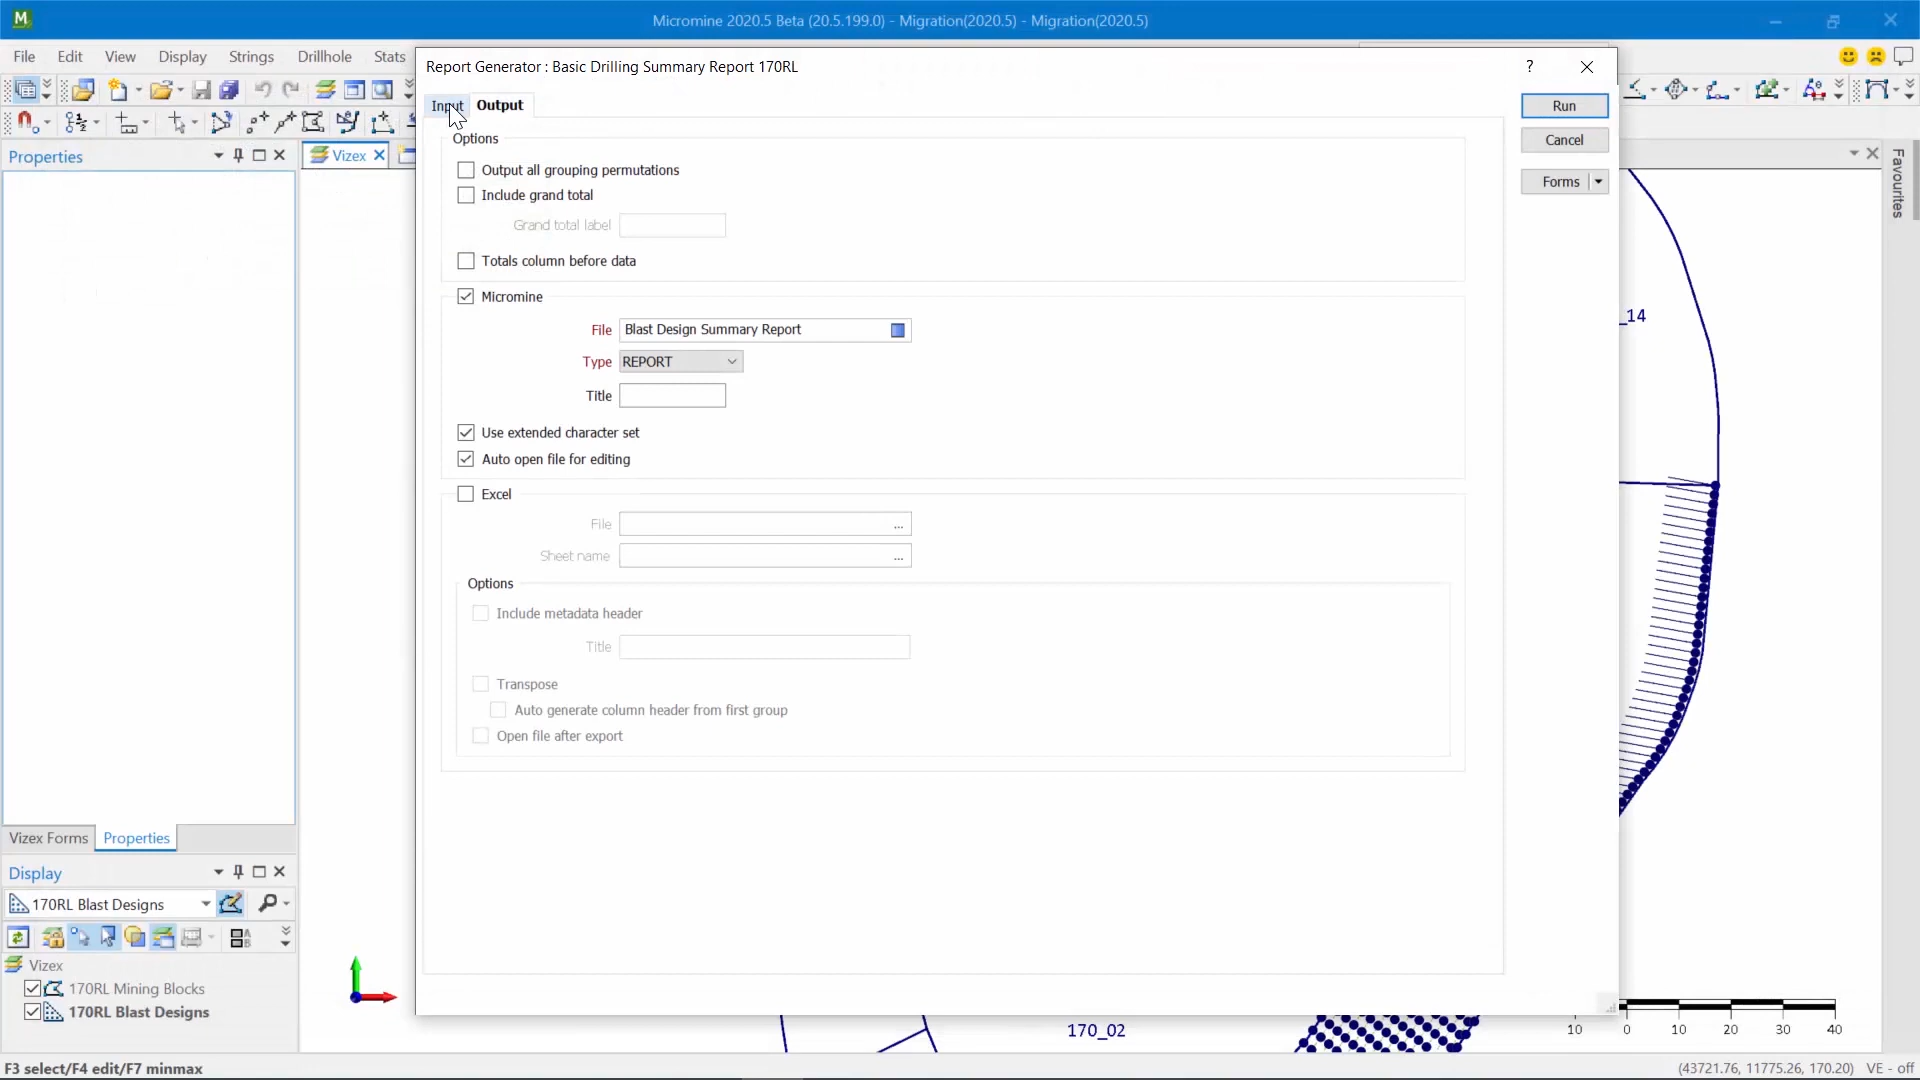 M
Micromine 2020.5 Beta (20.5.199.0) - Migration(2020.5) - Migration(2020.5)
File Edit View Display Strings Drillhole Stats
Report Generator : Basic Drilling Summary Report 170RL
?
Input Output
Run
Cancel
Forms
Properties
Vizex
Favourites
Options
Output all grouping permutations
Include grand total
Grand total label
Totals column before data
Micromine
File Blast Design Summary Report
Type REPORT
Title
Use extended character set
Auto open file for editing
Excel
File ...
Sheet name ...
Options
Include metadata header
Title
Transpose
Auto generate column header from first group
Open file after export
_14
Vizex Forms Properties
Display
170RL Blast Designs
Vizex
170RL Mining Blocks
170RL Blast Designs
170_02
10 0 10 20 30 40
F3 select/F4 edit/F7 minmax
(43721.76, 11775.26, 170.20) VE - off